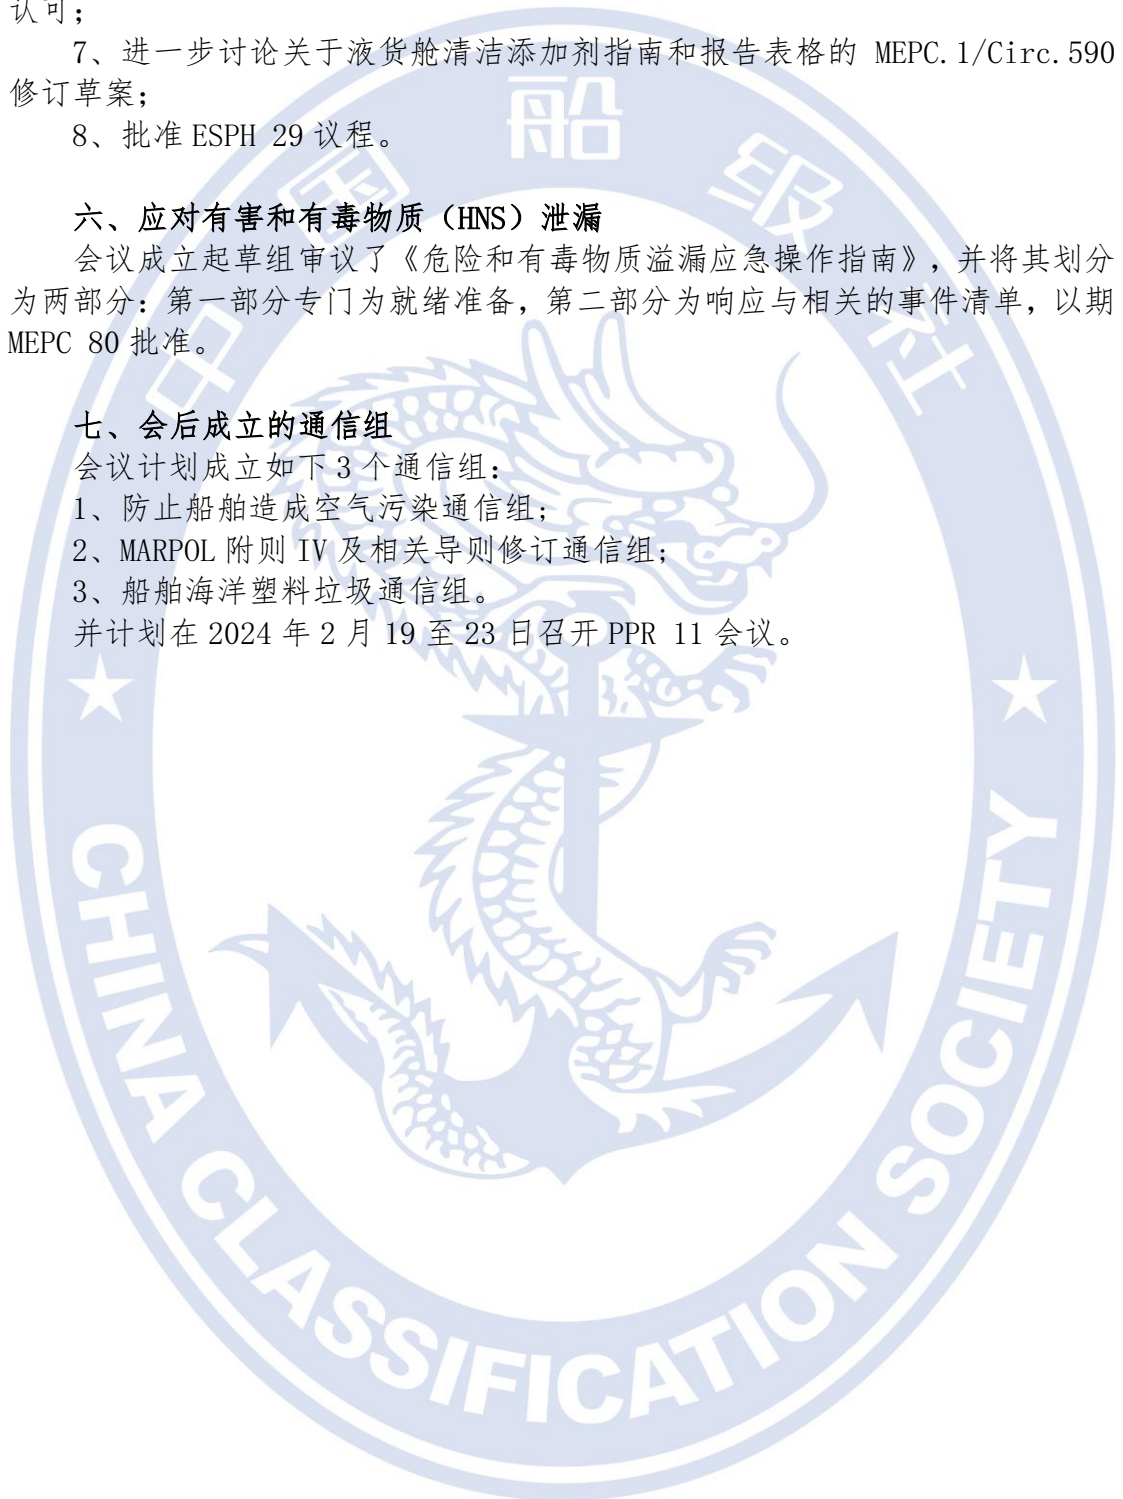 认可；
7、进一步讨论关于液货舱清洁添加剂指南和报告表格的 MEPC.1/Circ.590
修订草案；
8、批准 ESPH 29 议程。
六、应对有害和有毒物质（HNS）泄漏
会议成立起草组审议了《危险和有毒物质溢漏应急操作指南》，并将其划分
为两部分：第一部分专门为就绪准备，第二部分为响应与相关的事件清单，以期
MEPC 80 批准。
七、会后成立的通信组
会议计划成立如下 3 个通信组：
1、防止船舶造成空气污染通信组；
2、MARPOL 附则 IV 及相关导则修订通信组；
3、船舶海洋塑料垃圾通信组。
并计划在 2024 年 2 月 19 至 23 日召开 PPR 11 会议。
中国船级社
CHINA CLASSIFICATION SOCIETY